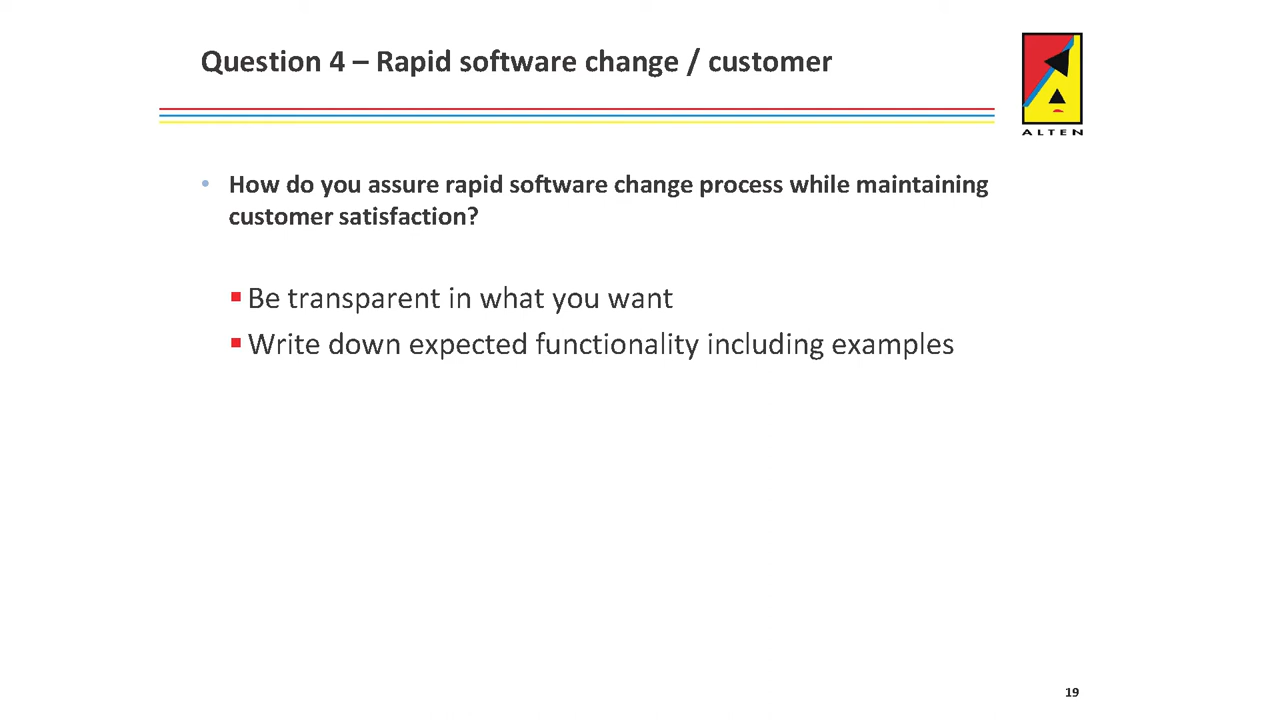 Question 4 – Rapid software change / customer
ALTEN
• How do you assure rapid software change process while maintaining
customer satisfaction?
▪ Be transparent in what you want
▪ Write down expected functionality including examples
19